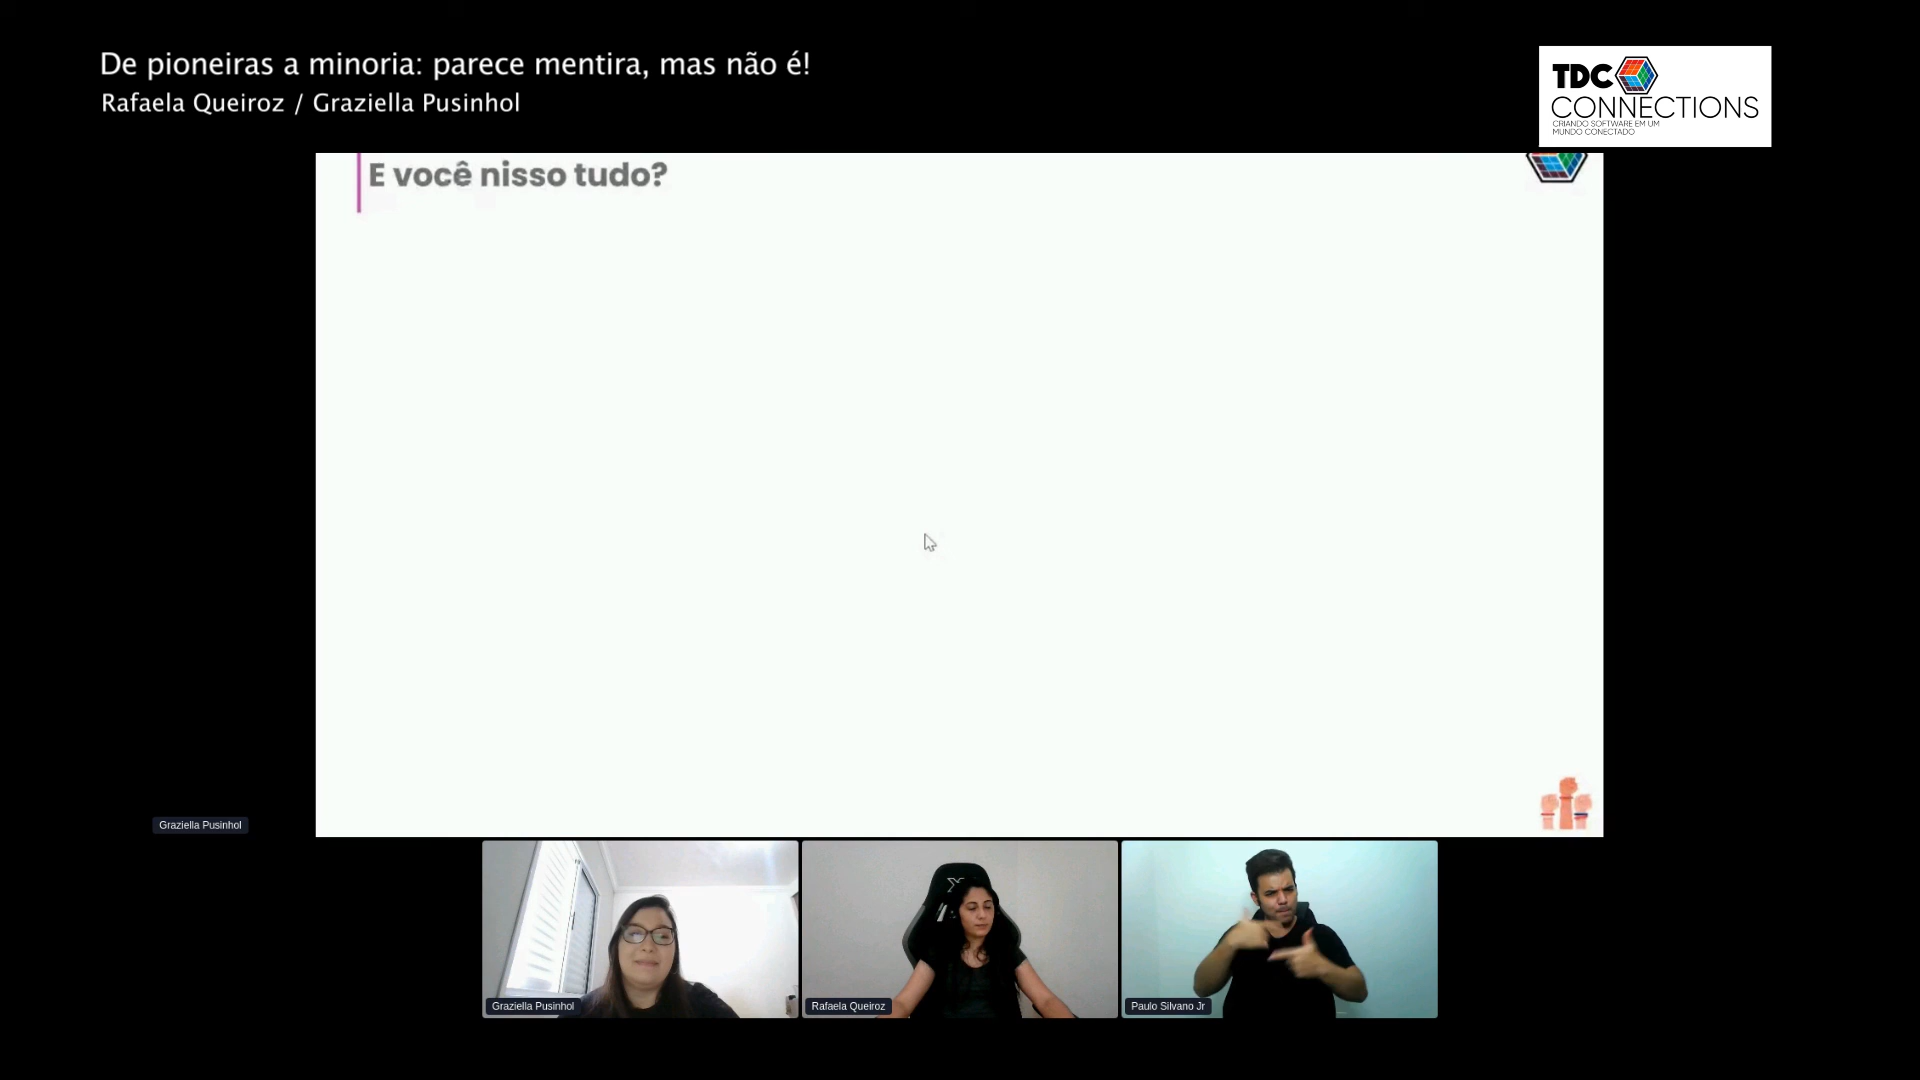 De pioneiras a minoria: parece mentira, mas não é!
Rafaela Queiroz / Graziella Pusinhol
TDC
CONNECTIONS
CRIANDO SOFTWARE EM UM
MUNDO CONECTADO
E você nisso tudo?
Graziella Pusinhol
Graziella Pusinhol
Rafaela Queiroz
Paulo Silvano Jr